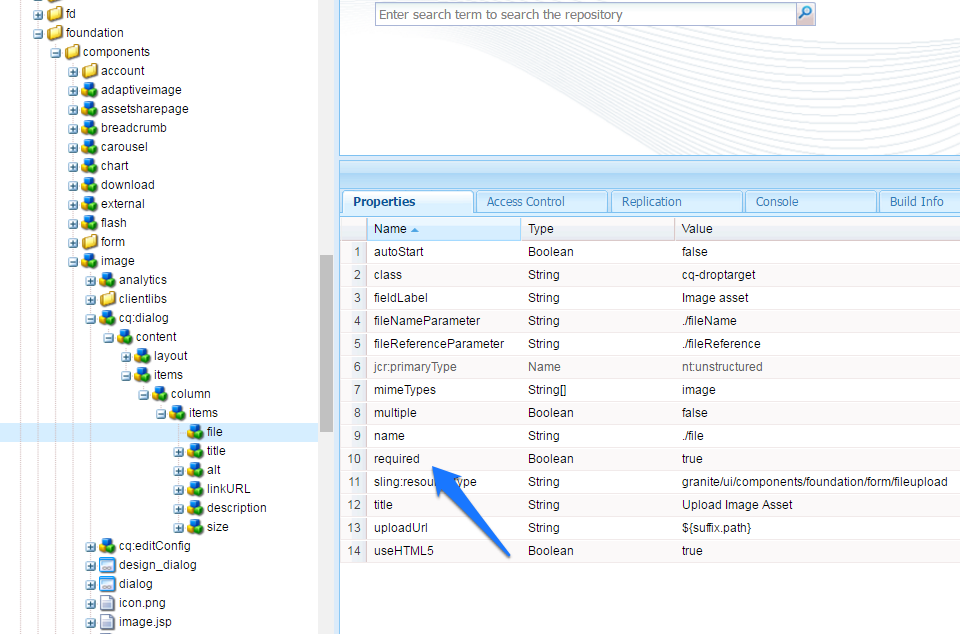 fd
foundation
components
account
adaptiveimage
assetsharepage
breadcrumb
carousel
chart
download
external
flash
form
image
analytics
clientlibs
cq:dialog
content
layout
items
column
items
file
title
alt
linkURL
description
size
cq:editConfig
design_dialog
dialog
icon.png
image.jsp
Enter search term to search the repository
Properties Access Control Replication Console Build Info
Name Type Value
1 autoStart Boolean false
2 class String cq-droptarget
3 fieldLabel String Image asset
4 fileNameParameter String ./fileName
5 fileReferenceParameter String ./fileReference
6 jcr:primaryType Name nt:unstructured
7 mimeTypes String[] image
8 multiple Boolean false
9 name String ./file
10 required Boolean true
11 String granite/ui/components/foundation/form/fileupload
12 title String Upload Image Asset
13 uploadUrl String ${suffix.path}
14 useHTML5 Boolean true